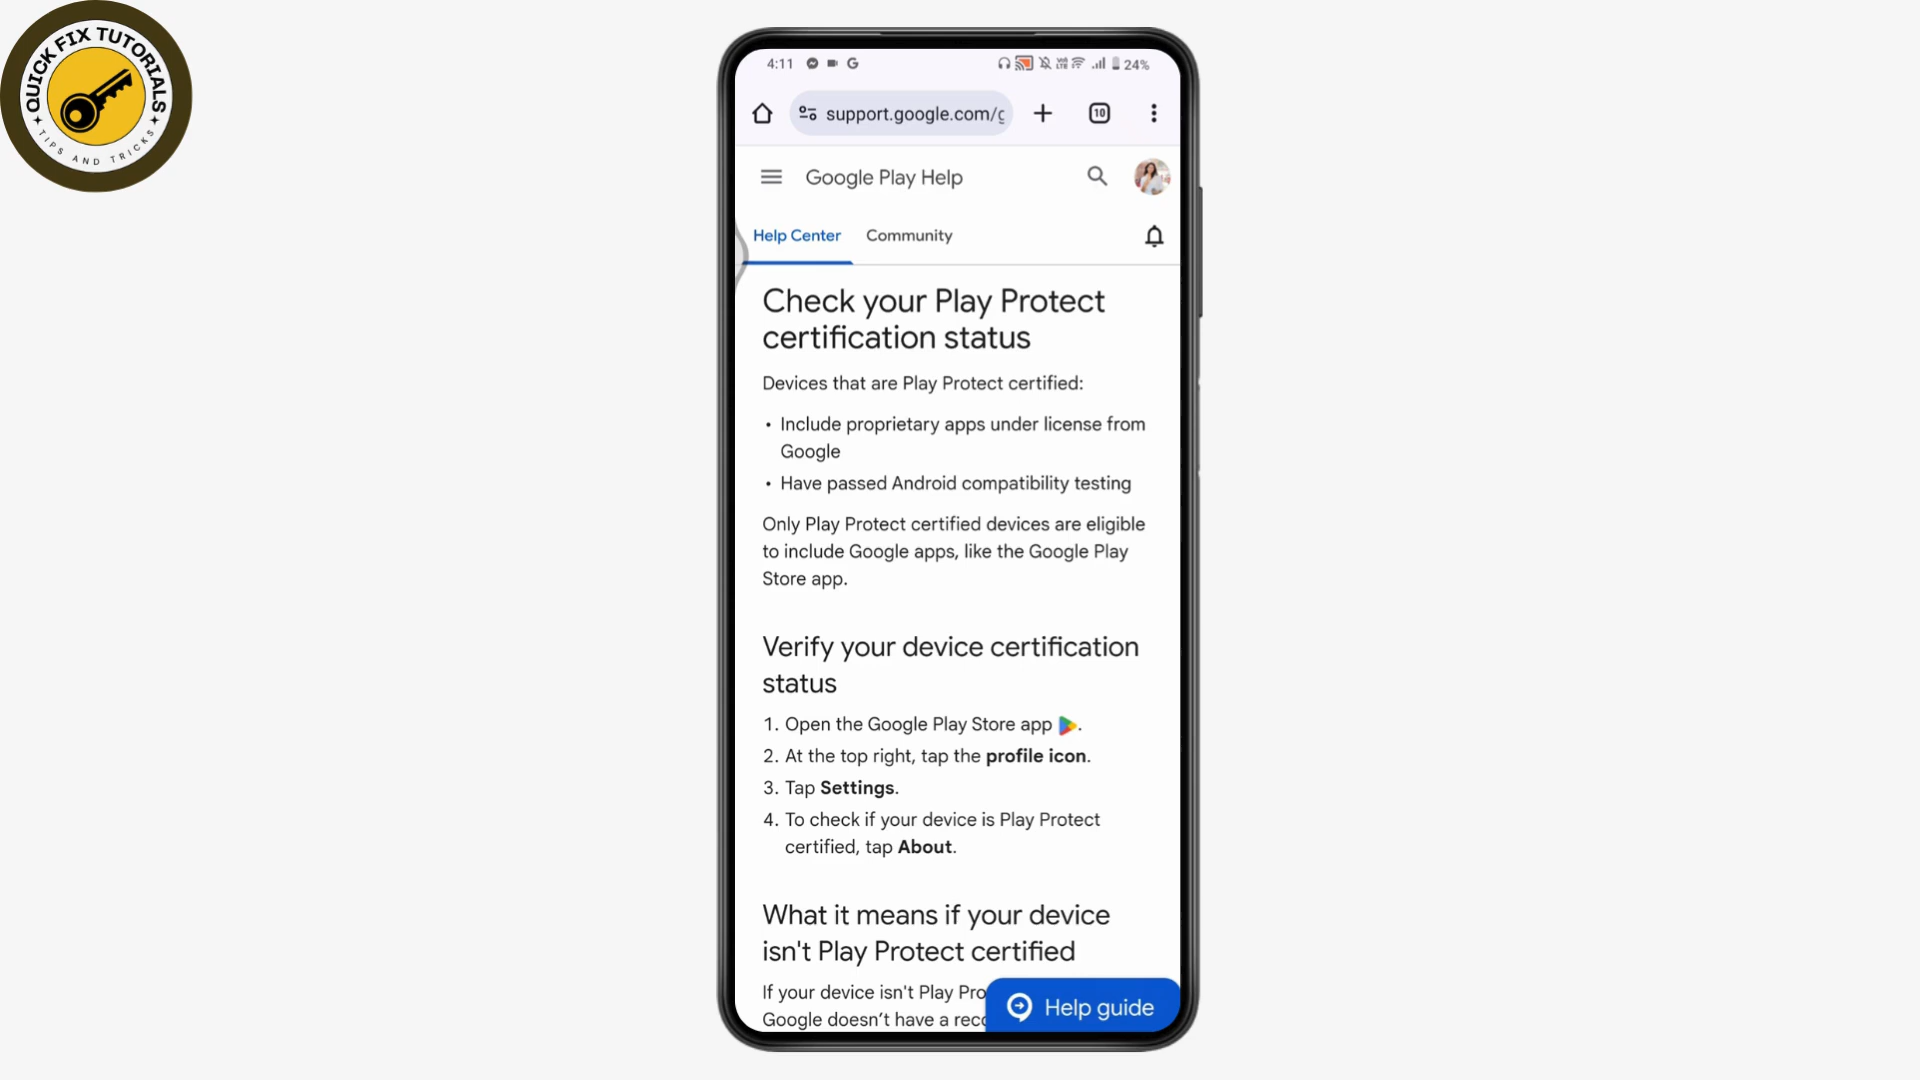 QUICK FIX TUTORIALS
TIPS AND TRICKS
4:11
G
24%
support.google.com/g
10
Google Play Help
Help Center
Community
Check your Play Protect
certification status
Devices that are Play Protect certified:
• Include proprietary apps under license from
Google
• Have passed Android compatibility testing
Only Play Protect certified devices are eligible
to include Google apps, like the Google Play
Store app.
Verify your device certification
status
1. Open the Google Play Store app .
2. At the top right, tap the profile icon.
3. Tap Settings.
4. To check if your device is Play Protect
certified, tap About.
What it means if your device
isn't Play Protect certified
If your device isn't Play Pro
Google doesn't have a reco
Help guide